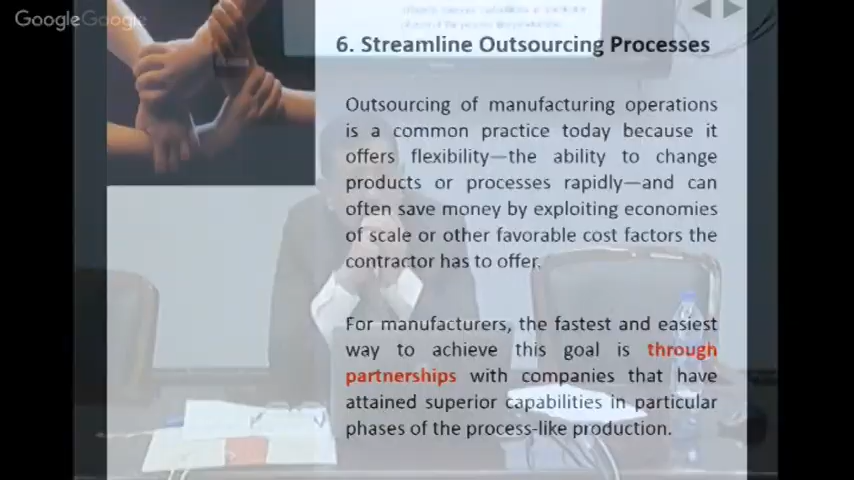 GoogleGoogle
6. Streamline Outsourcing Processes
Outsourcing of manufacturing operations
is a common practice today because it
offers flexibility—the ability to change
products or processes rapidly—and can
often save money by exploiting economies
of scale or other favorable cost factors the
contractor has to offer.
For manufacturers, the fastest and easiest
way to achieve this goal is through
partnerships with companies that have
attained superior capabilities in particular
phases of the process-like production.